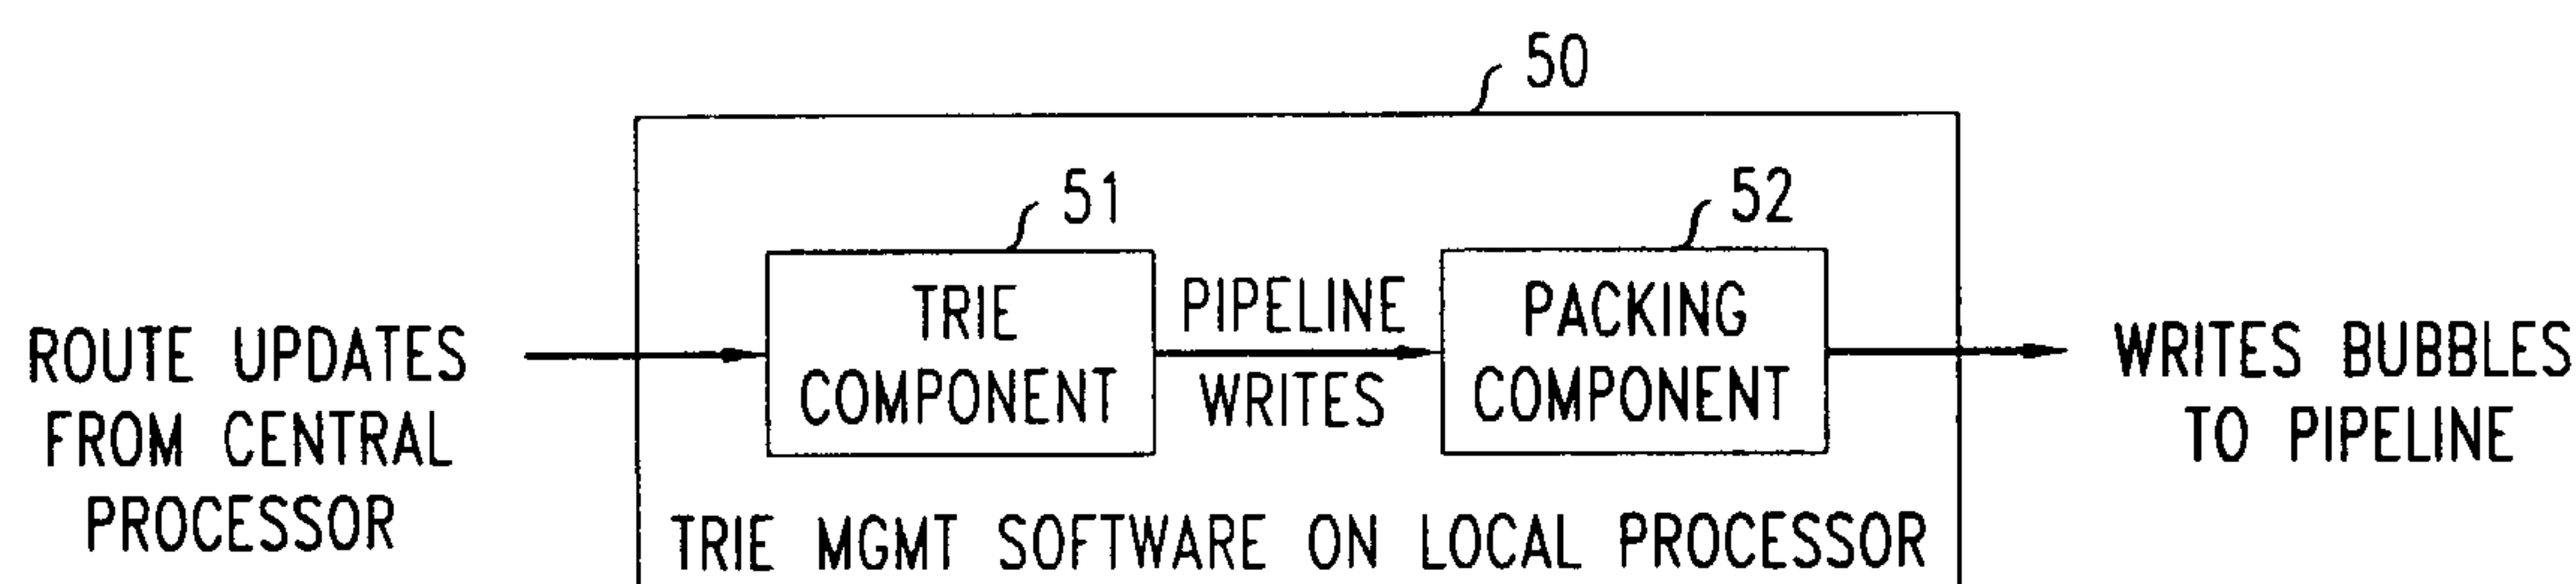 50
51
52
ROUTE UPDATES
FROM CENTRAL
PROCESSOR
TRIE
COMPONENT
PIPELINE
WRITES
PACKING
COMPONENT
WRITES BUBBLES
TO PIPELINE
TRIE MGMT SOFTWARE ON LOCAL PROCESSOR